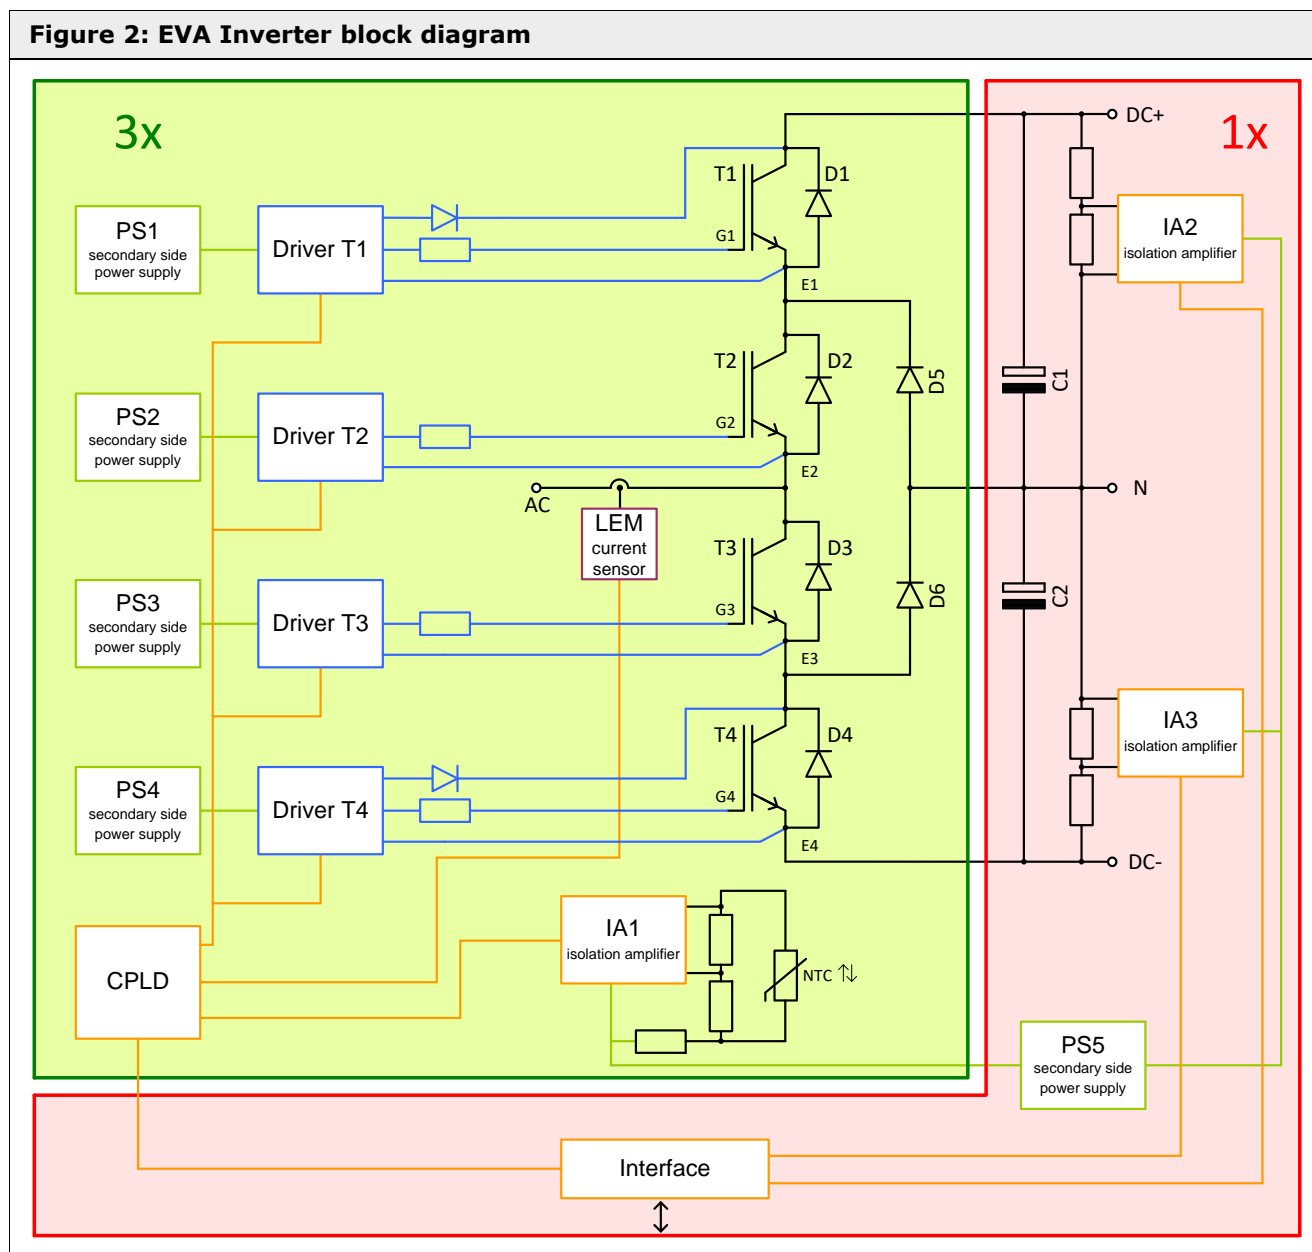 Figure 2: EVA Inverter block diagram
3x
1x
DC+
T1
D1
G1
E1
PS1
secondary side
power supply
Driver T1
IA2
isolation amplifier
T2
D2
G2
E2
D5
C1
PS2
secondary side
power supply
Driver T2
AC
N
LEM
current
sensor
T3
D3
G3
E3
D6
C2
PS3
secondary side
power supply
Driver T3
IA3
isolation amplifier
T4
D4
G4
E4
PS4
secondary side
power supply
Driver T4
DC-
CPLD
IA1
isolation amplifier
NTC
PS5
secondary side
power supply
Interface